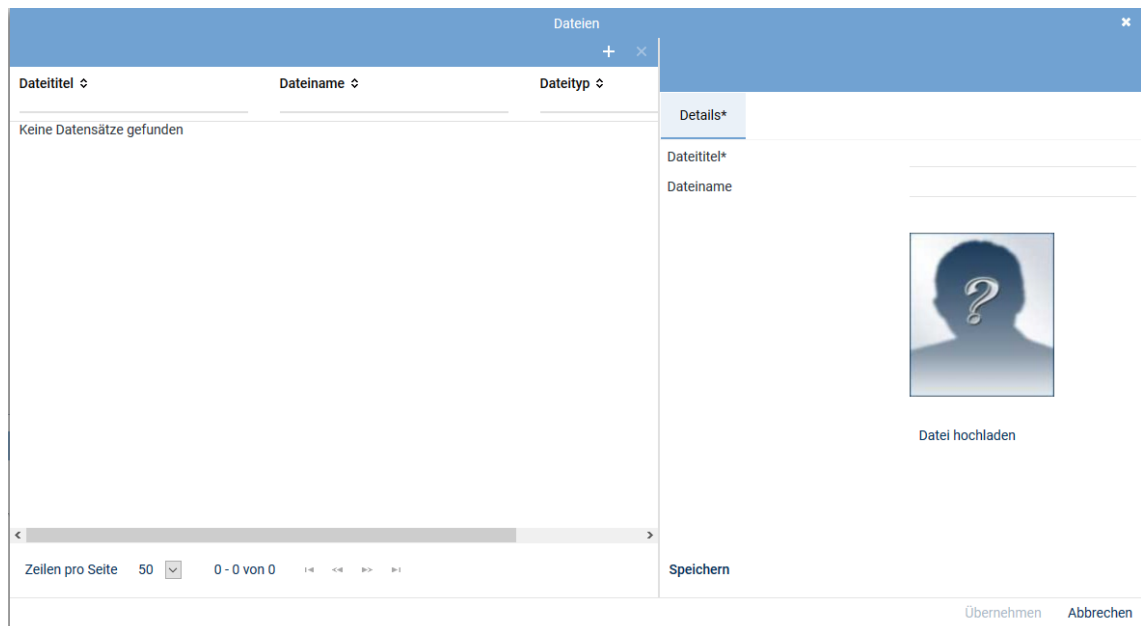 Dateien
Dateititel Dateiname Dateityp
Keine Datensätze gefunden
Details*
Dateititel*
Dateiname
?
Datei hochladen
Zeilen pro Seite 50 0 - 0 von 0
Speichern
Übernehmen Abbrechen